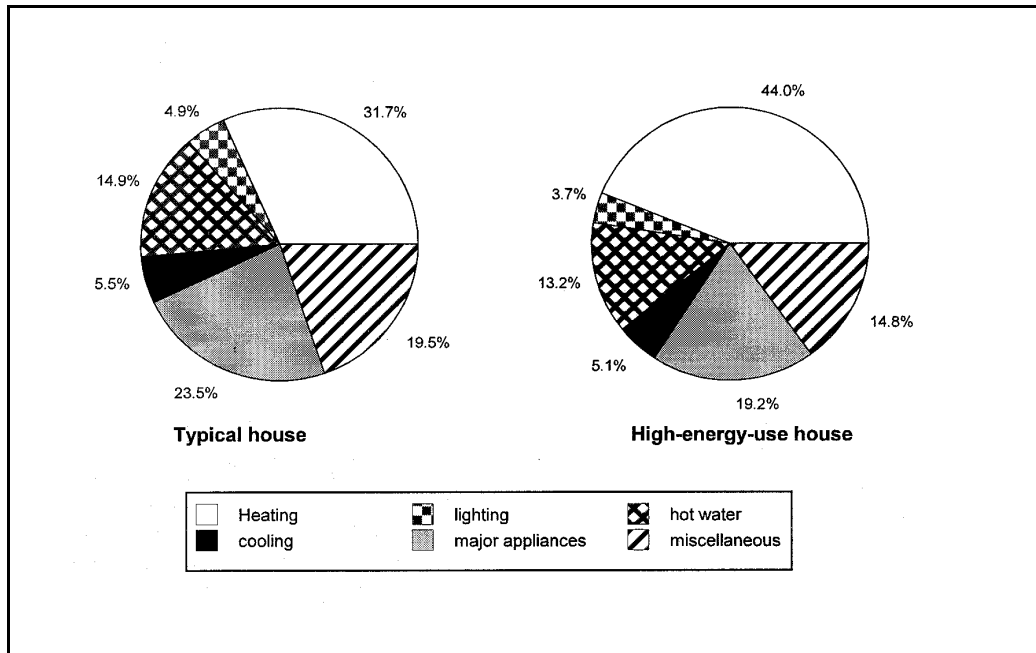 4.9%
31.7%
14.9%
5.5%
19.5%
23.5%
Typical house
44.0%
3.7%
13.2%
14.8%
5.1%
19.2%
High-energy-use house
Heating
lighting
hot water
cooling
major appliances
miscellaneous